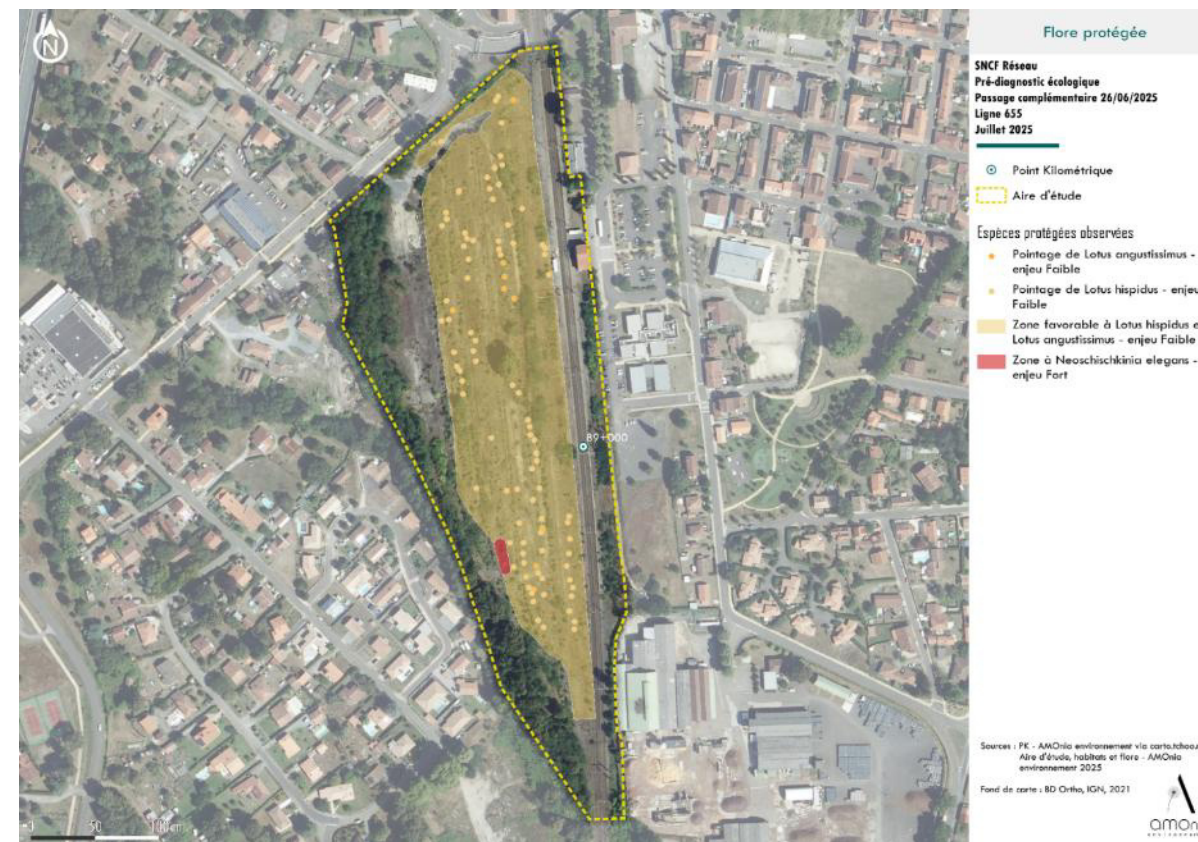 N
Flore protégée
SNCF Réseau
Pré-diagnostic écologique
Passage complémentaire 26/06/2025
Ligne 655
Juillet 2025
Point Kilométrique
Aire d'étude
Espèces protégées observées
Pointage de Lotus angustissimus -
enjeu Faible
Pointage de Lotus hispidus - enjeu
Faible
Zone favorable à Lotus hispidus e
Lotus angustissimus - enjeu Faible
Zone à Neoschischkinia elegans -
enjeu Fort
89+000
Sources : PK - AMOnia environnement via carto.tchoo.
Aire d'étude, habitats et flore - AMOnia
environnement 2025
Fond de carte : BD Ortho, IGN, 2021
0 50 100 m